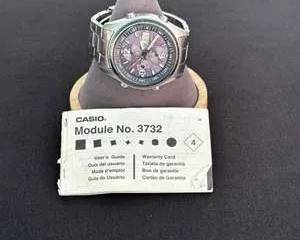 CASIO
Module No. 3732
4
User's Guide
Guía del usuario
Mode d'emploi
Guia do Usuário
Warranty Card
Tarjeta de garantía
Bon de garantie
Cartão de Garantia